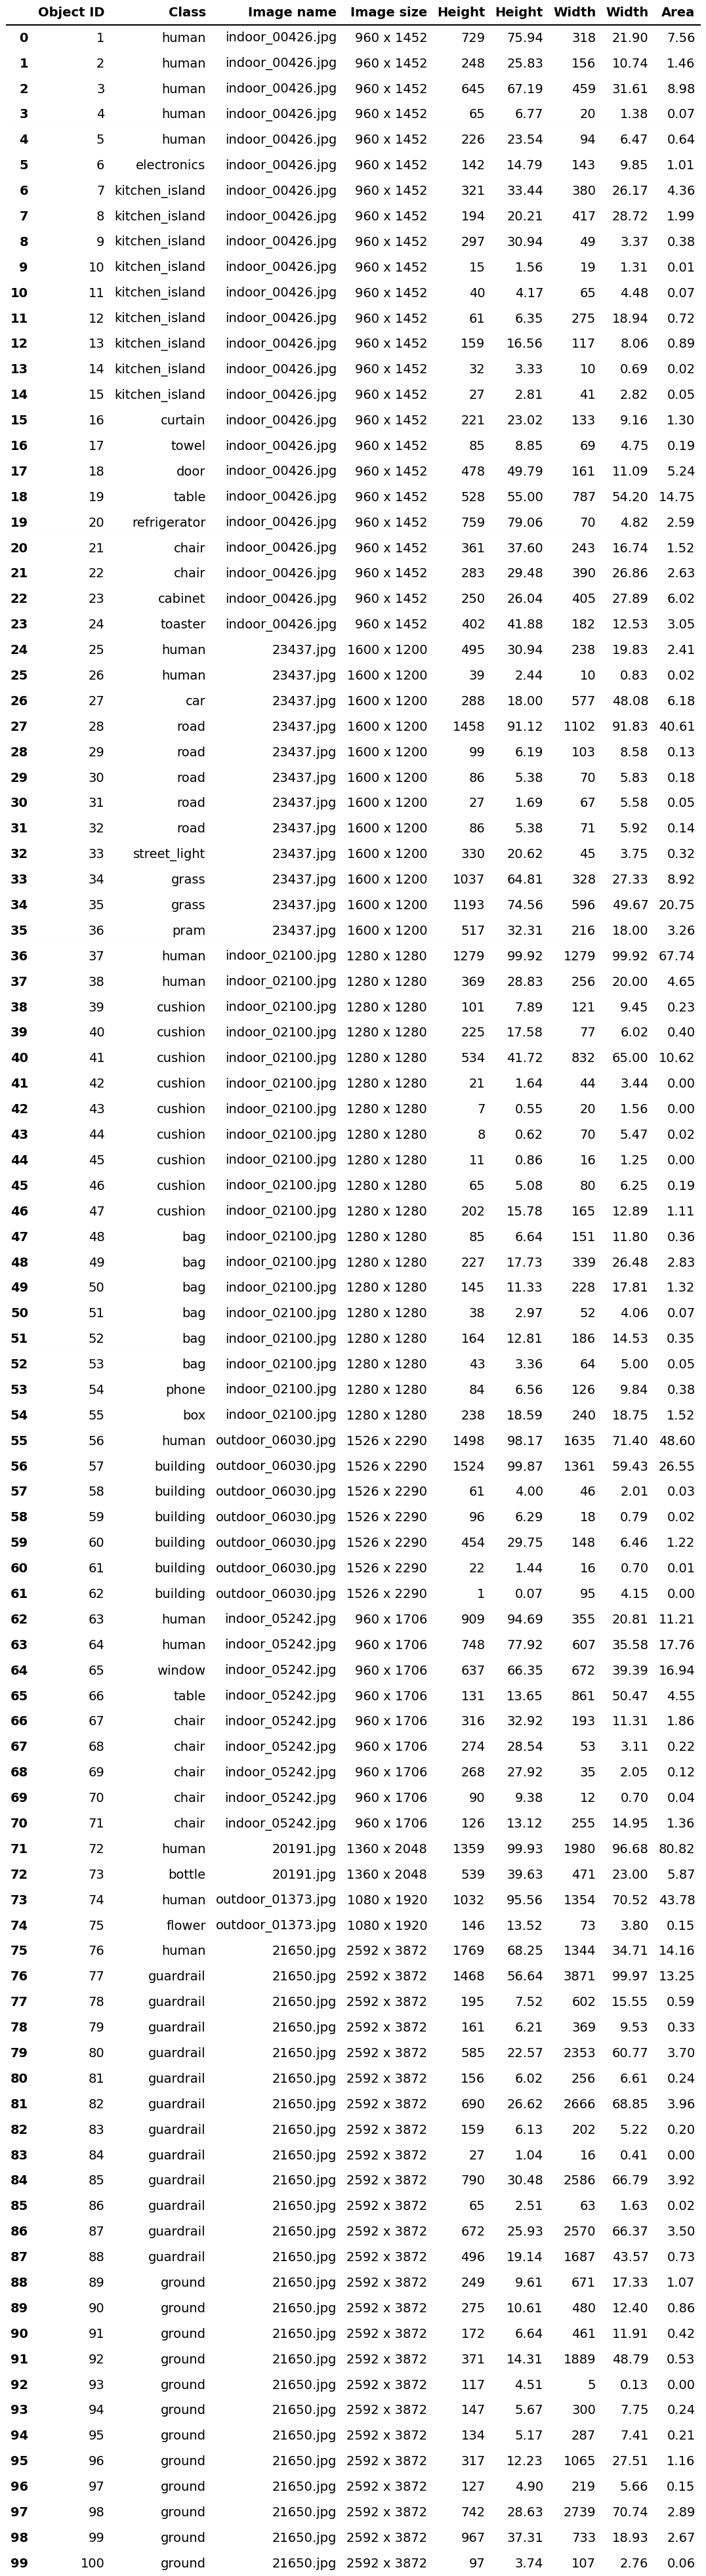 Object ID Class Image name Image size Height Height Width Width Area
0 1 human indoor_00426.jpg 960 x 1452 729 75.94 318 21.90 7.56
1 2 human indoor_00426.jpg 960 x 1452 248 25.83 156 10.74 1.46
2 3 human indoor_00426.jpg 960 x 1452 645 67.19 459 31.61 8.98
3 4 human indoor_00426.jpg 960 x 1452 65 6.77 20 1.38 0.07
4 5 human indoor_00426.jpg 960 x 1452 226 23.54 94 6.47 0.64
5 6 electronics indoor_00426.jpg 960 x 1452 142 14.79 143 9.85 1.01
6 7 kitchen_island indoor_00426.jpg 960 x 1452 321 33.44 380 26.17 4.36
7 8 kitchen_island indoor_00426.jpg 960 x 1452 194 20.21 417 28.72 1.99
8 9 kitchen_island indoor_00426.jpg 960 x 1452 297 30.94 49 3.37 0.38
9 10 kitchen_island indoor_00426.jpg 960 x 1452 15 1.56 19 1.31 0.01
10 11 kitchen_island indoor_00426.jpg 960 x 1452 40 4.17 65 4.48 0.07
11 12 kitchen_island indoor_00426.jpg 960 x 1452 61 6.35 275 18.94 0.72
12 13 kitchen_island indoor_00426.jpg 960 x 1452 159 16.56 117 8.06 0.89
13 14 kitchen_island indoor_00426.jpg 960 x 1452 32 3.33 10 0.69 0.02
14 15 kitchen_island indoor_00426.jpg 960 x 1452 27 2.81 41 2.82 0.05
15 16 curtain indoor_00426.jpg 960 x 1452 221 23.02 133 9.16 1.30
16 17 towel indoor_00426.jpg 960 x 1452 85 8.85 69 4.75 0.19
17 18 door indoor_00426.jpg 960 x 1452 478 49.79 161 11.09 5.24
18 19 table indoor_00426.jpg 960 x 1452 528 55.00 787 54.20 14.75
19 20 refrigerator indoor_00426.jpg 960 x 1452 759 79.06 70 4.82 2.59
20 21 chair indoor_00426.jpg 960 x 1452 361 37.60 243 16.74 1.52
21 22 chair indoor_00426.jpg 960 x 1452 283 29.48 390 26.86 2.63
22 23 cabinet indoor_00426.jpg 960 x 1452 250 26.04 405 27.89 6.02
23 24 toaster indoor_00426.jpg 960 x 1452 402 41.88 182 12.53 3.05
24 25 human 23437.jpg 1600 x 1200 495 30.94 238 19.83 2.41
25 26 human 23437.jpg 1600 x 1200 39 2.44 10 0.83 0.02
26 27 car 23437.jpg 1600 x 1200 288 18.00 577 48.08 6.18
27 28 road 23437.jpg 1600 x 1200 1458 91.12 1102 91.83 40.61
28 29 road 23437.jpg 1600 x 1200 99 6.19 103 8.58 0.13
29 30 road 23437.jpg 1600 x 1200 86 5.38 70 5.83 0.18
30 31 road 23437.jpg 1600 x 1200 27 1.69 67 5.58 0.05
31 32 road 23437.jpg 1600 x 1200 86 5.38 71 5.92 0.14
32 33 street_light 23437.jpg 1600 x 1200 330 20.62 45 3.75 0.32
33 34 grass 23437.jpg 1600 x 1200 1037 64.81 328 27.33 8.92
34 35 grass 23437.jpg 1600 x 1200 1193 74.56 596 49.67 20.75
35 36 pram 23437.jpg 1600 x 1200 517 32.31 216 18.00 3.26
36 37 human indoor_02100.jpg 1280 x 1280 1279 99.92 1279 99.92 67.74
37 38 human indoor_02100.jpg 1280 x 1280 369 28.83 256 20.00 4.65
38 39 cushion indoor_02100.jpg 1280 x 1280 101 7.89 121 9.45 0.23
39 40 cushion indoor_02100.jpg 1280 x 1280 225 17.58 77 6.02 0.40
40 41 cushion indoor_02100.jpg 1280 x 1280 534 41.72 832 65.00 10.62
41 42 cushion indoor_02100.jpg 1280 x 1280 21 1.64 44 3.44 0.00
42 43 cushion indoor_02100.jpg 1280 x 1280 7 0.55 20 1.56 0.00
43 44 cushion indoor_02100.jpg 1280 x 1280 8 0.62 70 5.47 0.02
44 45 cushion indoor_02100.jpg 1280 x 1280 11 0.86 16 1.25 0.00
45 46 cushion indoor_02100.jpg 1280 x 1280 65 5.08 80 6.25 0.19
46 47 cushion indoor_02100.jpg 1280 x 1280 202 15.78 165 12.89 1.11
47 48 bag indoor_02100.jpg 1280 x 1280 85 6.64 151 11.80 0.36
48 49 bag indoor_02100.jpg 1280 x 1280 227 17.73 339 26.48 2.83
49 50 bag indoor_02100.jpg 1280 x 1280 145 11.33 228 17.81 1.32
50 51 bag indoor_02100.jpg 1280 x 1280 38 2.97 52 4.06 0.07
51 52 bag indoor_02100.jpg 1280 x 1280 164 12.81 186 14.53 0.35
52 53 bag indoor_02100.jpg 1280 x 1280 43 3.36 64 5.00 0.05
53 54 phone indoor_02100.jpg 1280 x 1280 84 6.56 126 9.84 0.38
54 55 box indoor_02100.jpg 1280 x 1280 238 18.59 240 18.75 1.52
55 56 human outdoor_06030.jpg 1526 x 2290 1498 98.17 1635 71.40 48.60
56 57 building outdoor_06030.jpg 1526 x 2290 1524 99.87 1361 59.43 26.55
57 58 building outdoor_06030.jpg 1526 x 2290 61 4.00 46 2.01 0.03
58 59 building outdoor_06030.jpg 1526 x 2290 96 6.29 18 0.79 0.02
59 60 building outdoor_06030.jpg 1526 x 2290 454 29.75 148 6.46 1.22
60 61 building outdoor_06030.jpg 1526 x 2290 22 1.44 16 0.70 0.01
61 62 building outdoor_06030.jpg 1526 x 2290 1 0.07 95 4.15 0.00
62 63 human indoor_05242.jpg 960 x 1706 909 94.69 355 20.81 11.21
63 64 human indoor_05242.jpg 960 x 1706 748 77.92 607 35.58 17.76
64 65 window indoor_05242.jpg 960 x 1706 637 66.35 672 39.39 16.94
65 66 table indoor_05242.jpg 960 x 1706 131 13.65 861 50.47 4.55
66 67 chair indoor_05242.jpg 960 x 1706 316 32.92 193 11.31 1.86
67 68 chair indoor_05242.jpg 960 x 1706 274 28.54 53 3.11 0.22
68 69 chair indoor_05242.jpg 960 x 1706 268 27.92 35 2.05 0.12
69 70 chair indoor_05242.jpg 960 x 1706 90 9.38 12 0.70 0.04
70 71 chair indoor_05242.jpg 960 x 1706 126 13.12 255 14.95 1.36
71 72 human 20191.jpg 1360 x 2048 1359 99.93 1980 96.68 80.82
72 73 bottle 20191.jpg 1360 x 2048 539 39.63 471 23.00 5.87
73 74 human outdoor_01373.jpg 1080 x 1920 1032 95.56 1354 70.52 43.78
74 75 flower outdoor_01373.jpg 1080 x 1920 146 13.52 73 3.80 0.15
75 76 human 21650.jpg 2592 x 3872 1769 68.25 1344 34.71 14.16
76 77 guardrail 21650.jpg 2592 x 3872 1468 56.64 3871 99.97 13.25
77 78 guardrail 21650.jpg 2592 x 3872 195 7.52 602 15.55 0.59
78 79 guardrail 21650.jpg 2592 x 3872 161 6.21 369 9.53 0.33
79 80 guardrail 21650.jpg 2592 x 3872 585 22.57 2353 60.77 3.70
80 81 guardrail 21650.jpg 2592 x 3872 156 6.02 256 6.61 0.24
81 82 guardrail 21650.jpg 2592 x 3872 690 26.62 2666 68.85 3.96
82 83 guardrail 21650.jpg 2592 x 3872 159 6.13 202 5.22 0.20
83 84 guardrail 21650.jpg 2592 x 3872 27 1.04 16 0.41 0.00
84 85 guardrail 21650.jpg 2592 x 3872 790 30.48 2586 66.79 3.92
85 86 guardrail 21650.jpg 2592 x 3872 65 2.51 63 1.63 0.02
86 87 guardrail 21650.jpg 2592 x 3872 672 25.93 2570 66.37 3.50
87 88 guardrail 21650.jpg 2592 x 3872 496 19.14 1687 43.57 0.73
88 89 ground 21650.jpg 2592 x 3872 249 9.61 671 17.33 1.07
89 90 ground 21650.jpg 2592 x 3872 275 10.61 480 12.40 0.86
90 91 ground 21650.jpg 2592 x 3872 172 6.64 461 11.91 0.42
91 92 ground 21650.jpg 2592 x 3872 371 14.31 1889 48.79 0.53
92 93 ground 21650.jpg 2592 x 3872 117 4.51 5 0.13 0.00
93 94 ground 21650.jpg 2592 x 3872 147 5.67 300 7.75 0.24
94 95 ground 21650.jpg 2592 x 3872 134 5.17 287 7.41 0.21
95 96 ground 21650.jpg 2592 x 3872 317 12.23 1065 27.51 1.16
96 97 ground 21650.jpg 2592 x 3872 127 4.90 219 5.66 0.15
97 98 ground 21650.jpg 2592 x 3872 742 28.63 2739 70.74 2.89
98 99 ground 21650.jpg 2592 x 3872 967 37.31 733 18.93 2.67
99 100 ground 21650.jpg 2592 x 3872 97 3.74 107 2.76 0.06